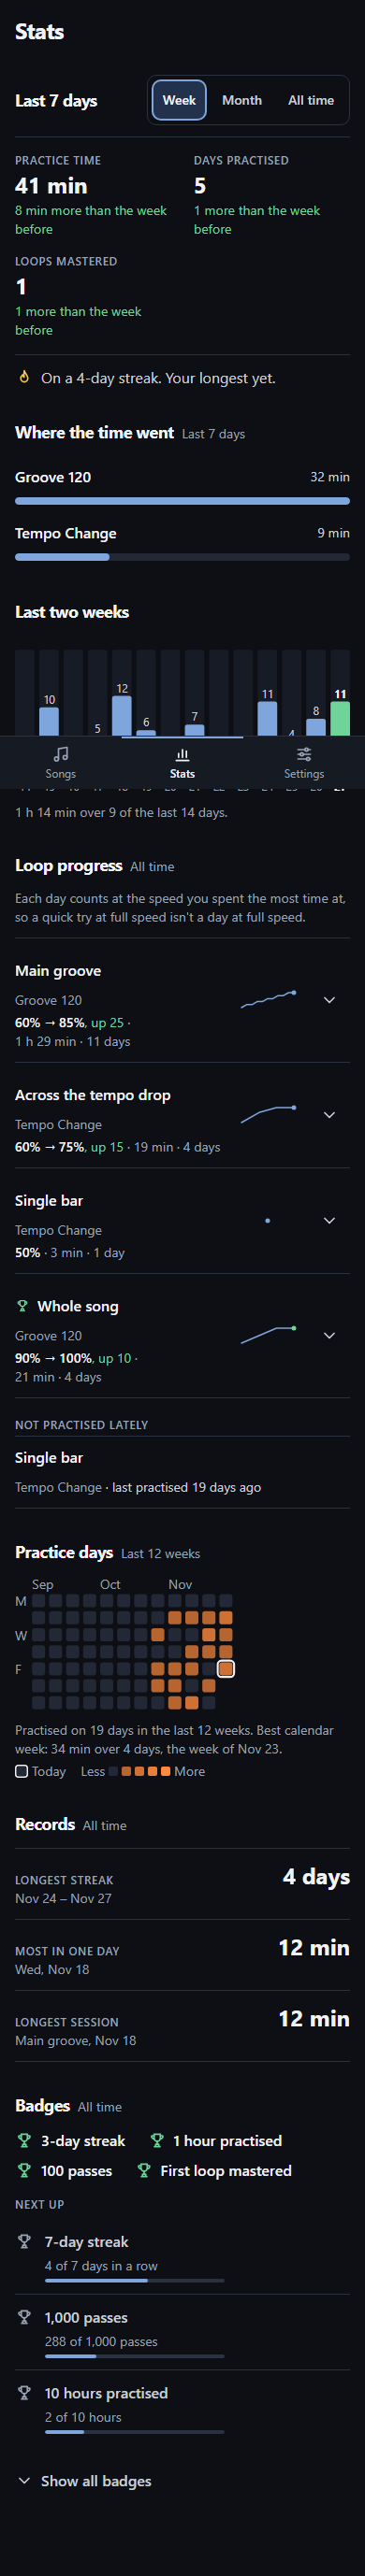 Stats
Last 7 days
Week Month All time
PRACTICE TIME
41 min
8 min more than the week
before
DAYS PRACTISED
5
1 more than the week
before
LOOPS MASTERED
1
1 more than the week
before
On a 4-day streak. Your longest yet.
Where the time went Last 7 days
Groove 120 32 min
Tempo Change 9 min
Last two weeks
10 5 12 6 7 11 4 8 11
Songs Stats Settings
1 h 14 min over 9 of the last 14 days.
Loop progress All time
Each day counts at the speed you spent the most time at,
so a quick try at full speed isn't a day at full speed.
Main groove
Groove 120
60% → 85%, up 25 ·
1 h 29 min · 11 days
Across the tempo drop
Tempo Change
60% → 75%, up 15 · 19 min · 4 days
Single bar
Tempo Change
50% · 3 min · 1 day
Whole song
Groove 120
90% → 100%, up 10 ·
21 min · 4 days
NOT PRACTISED LATELY
Single bar
Tempo Change · last practised 19 days ago
Practice days Last 12 weeks
Sep Oct Nov
M
W
F
Practised on 19 days in the last 12 weeks. Best calendar
week: 34 min over 4 days, the week of Nov 23.
Today Less More
Records All time
LONGEST STREAK 4 days
Nov 24 – Nov 27
MOST IN ONE DAY 12 min
Wed, Nov 18
LONGEST SESSION 12 min
Main groove, Nov 18
Badges All time
3-day streak 1 hour practised
100 passes First loop mastered
NEXT UP
7-day streak
4 of 7 days in a row
1,000 passes
288 of 1,000 passes
10 hours practised
2 of 10 hours
Show all badges